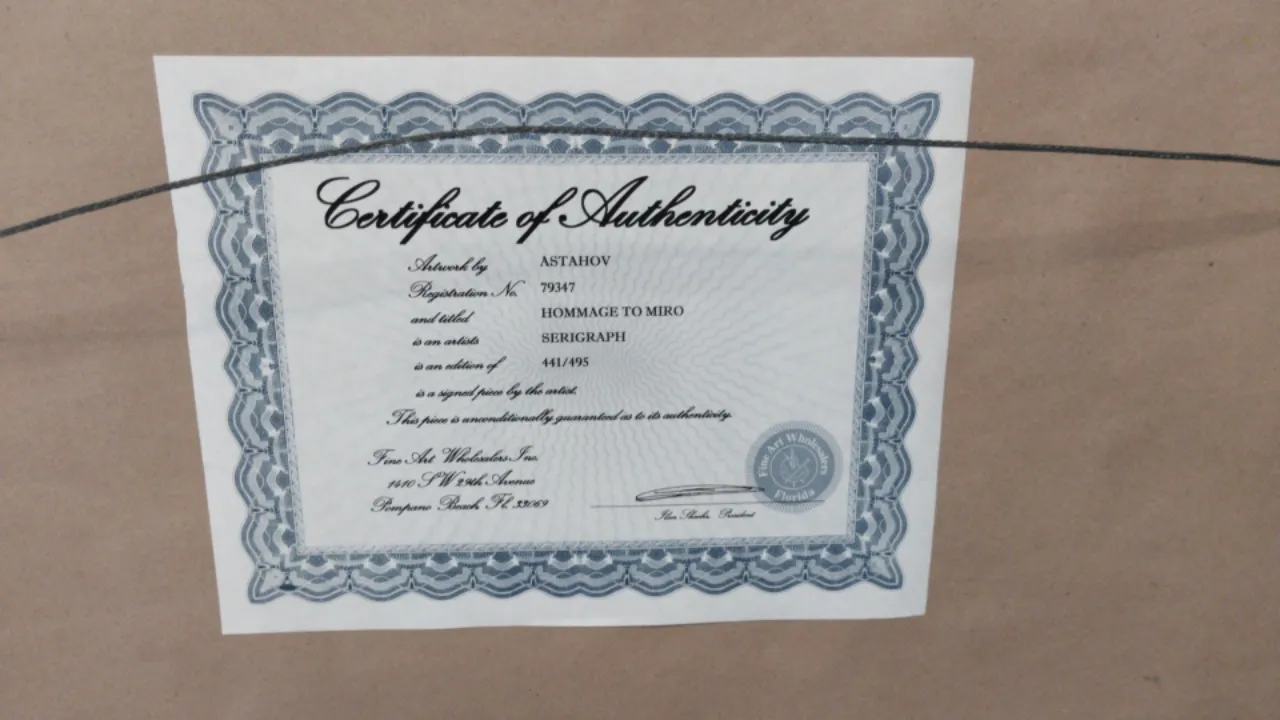 Certificate of Authenticity
Artwork by ASTAHOV
Registration No. 79347
and titled HOMMAGE TO MIRO
is an artists SERIGRAPH
is an edition of 441/495
is a signed piece by the artist.
This piece is unconditionally guaranteed as to its authenticity.
Fine Art Wholesalers Inc.
1410 SW 29th Avenue
Pompano Beach, Fl. 33069
Fine Art Wholesalers
Florida
President